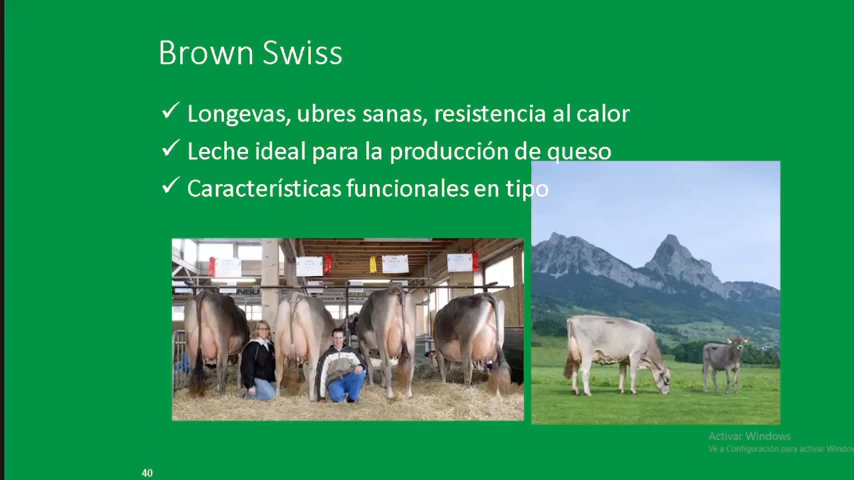 Brown Swiss
✓ Longevas, ubres sanas, resistencia al calor
✓ Leche ideal para la producción de queso
✓ Características funcionales en tipo
Activar Windows
Ve a Configuración para activar Window
40